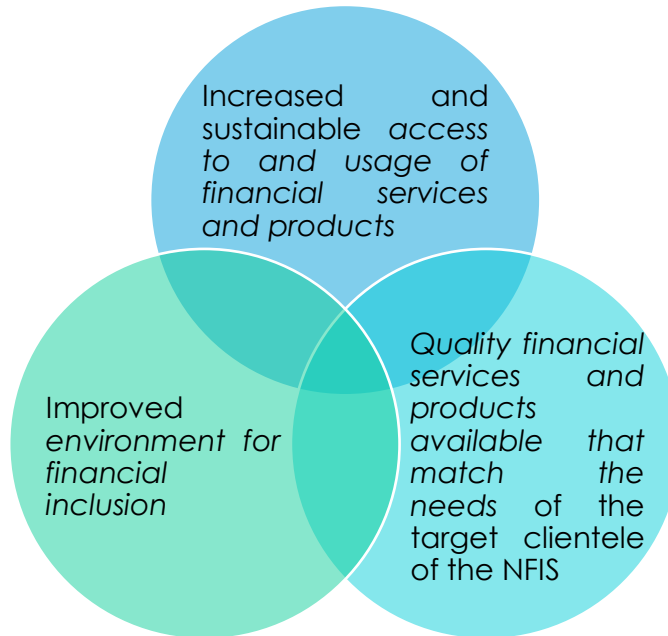 Increased and
sustainable access
to and usage of
financial services
and products
Improved
environment for
financial
inclusion
Quality financial
services and
products
available that
match the
needs of the
target clientele
of the NFIS